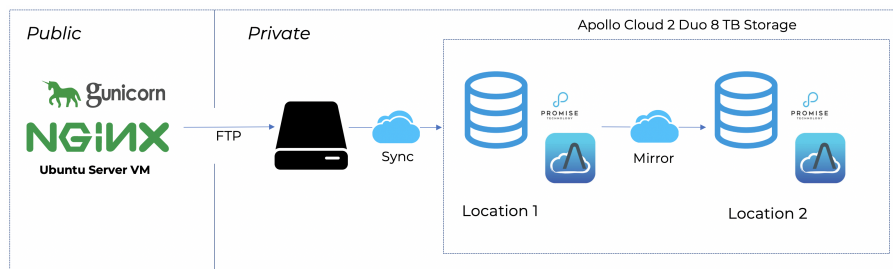 Public
Private
Apollo Cloud 2 Duo 8 TB Storage
gunicorn
NGiNX
Ubuntu Server VM
FTP
Sync
PROMISE
TECHNOLOGY
Location 1
Mirror
PROMISE
TECHNOLOGY
Location 2